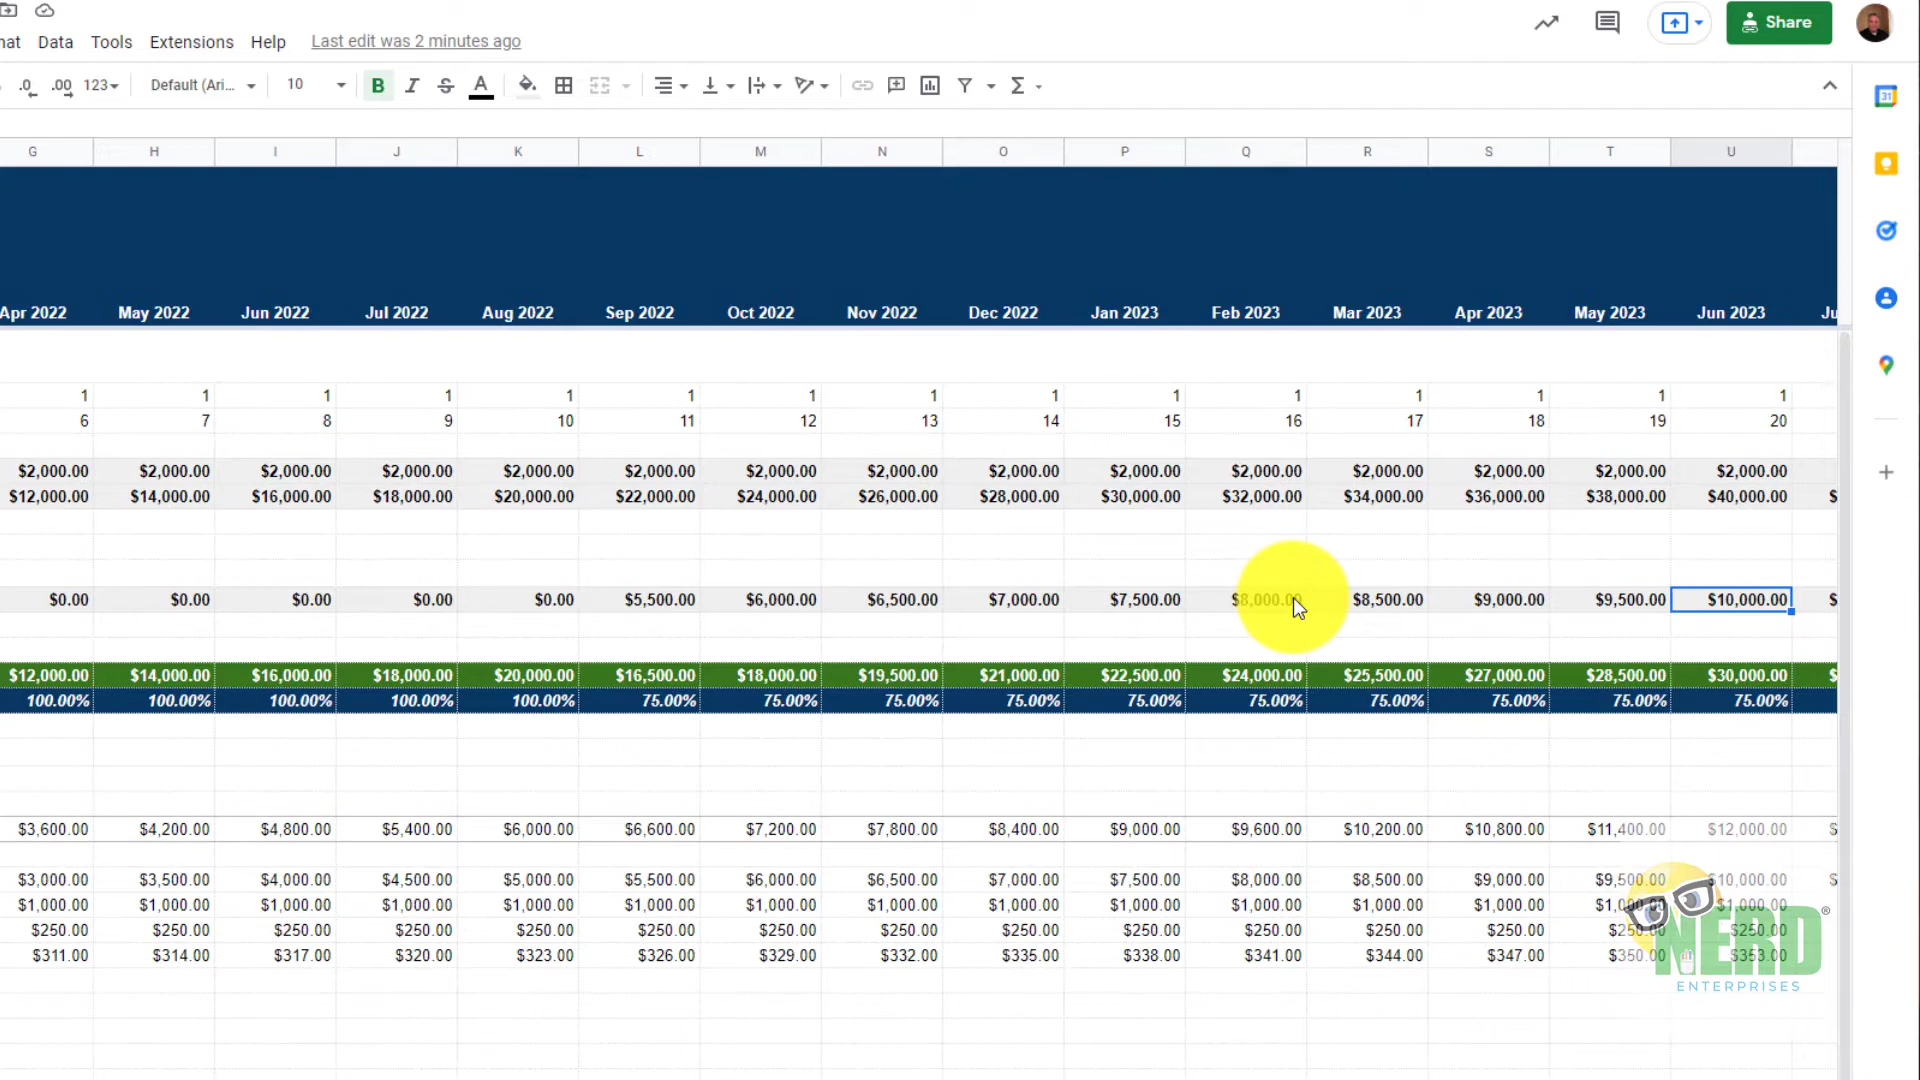 nat Data Tools Extensions Help Last edit was 2 minutes ago Share
.0 .00 123 Default (Ari... 10 B I S A Σ 31
G H I J K L M N O P Q R S T U
Apr 2022 May 2022 Jun 2022 Jul 2022 Aug 2022 Sep 2022 Oct 2022 Nov 2022 Dec 2022 Jan 2023 Feb 2023 Mar 2023 Apr 2023 May 2023 Jun 2023 Ju
1 1 1 1 1 1 1 1 1 1 1 1 1 1 1
6 7 8 9 10 11 12 13 14 15 16 17 18 19 20
$2,000.00 $2,000.00 $2,000.00 $2,000.00 $2,000.00 $2,000.00 $2,000.00 $2,000.00 $2,000.00 $2,000.00 $2,000.00 $2,000.00 $2,000.00 $2,000.00 $2,000.00
$12,000.00 $14,000.00 $16,000.00 $18,000.00 $20,000.00 $22,000.00 $24,000.00 $26,000.00 $28,000.00 $30,000.00 $32,000.00 $34,000.00 $36,000.00 $38,000.00 $40,000.00 $
$0.00 $0.00 $0.00 $0.00 $0.00 $5,500.00 $6,000.00 $6,500.00 $7,000.00 $7,500.00 $8,000.00 $8,500.00 $9,000.00 $9,500.00 $10,000.00 $
$12,000.00 $14,000.00 $16,000.00 $18,000.00 $20,000.00 $16,500.00 $18,000.00 $19,500.00 $21,000.00 $22,500.00 $24,000.00 $25,500.00 $27,000.00 $28,500.00 $30,000.00 $
100.00% 100.00% 100.00% 100.00% 100.00% 75.00% 75.00% 75.00% 75.00% 75.00% 75.00% 75.00% 75.00% 75.00% 75.00%
$3,600.00 $4,200.00 $4,800.00 $5,400.00 $6,000.00 $6,600.00 $7,200.00 $7,800.00 $8,400.00 $9,000.00 $9,600.00 $10,200.00 $10,800.00 $11,400.00 $12,000.00 $
$3,000.00 $3,500.00 $4,000.00 $4,500.00 $5,000.00 $5,500.00 $6,000.00 $6,500.00 $7,000.00 $7,500.00 $8,000.00 $8,500.00 $9,000.00 $9,500.00 $10,000.00 $
$1,000.00 $1,000.00 $1,000.00 $1,000.00 $1,000.00 $1,000.00 $1,000.00 $1,000.00 $1,000.00 $1,000.00 $1,000.00 $1,000.00 $1,000.00 $1,000.00 $1,000.00
$250.00 $250.00 $250.00 $250.00 $250.00 $250.00 $250.00 $250.00 $250.00 $250.00 $250.00 $250.00 $250.00 $250.00 $250.00
$311.00 $314.00 $317.00 $320.00 $323.00 $326.00 $329.00 $332.00 $335.00 $338.00 $341.00 $344.00 $347.00 $350.00 $353.00
NERD®
ENTERPRISES